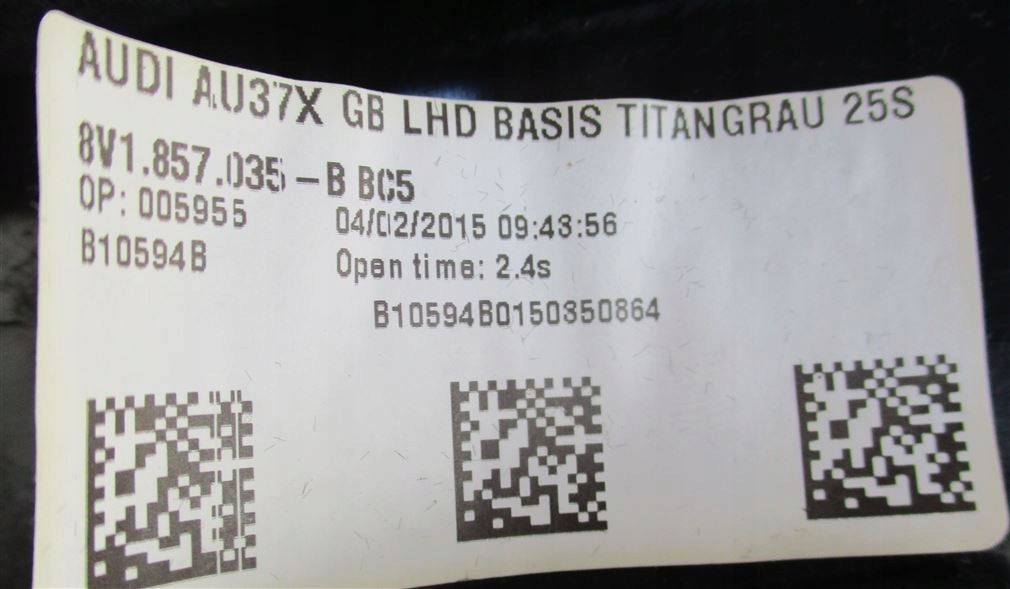 AUDI AU37X GB LHD BASIS TITANGRAU 25S
8V1.857.035 - B BC5
OP: 005955 04/02/2015 09:43:56
B10594B Open time: 2.4s
B10594B0150350864